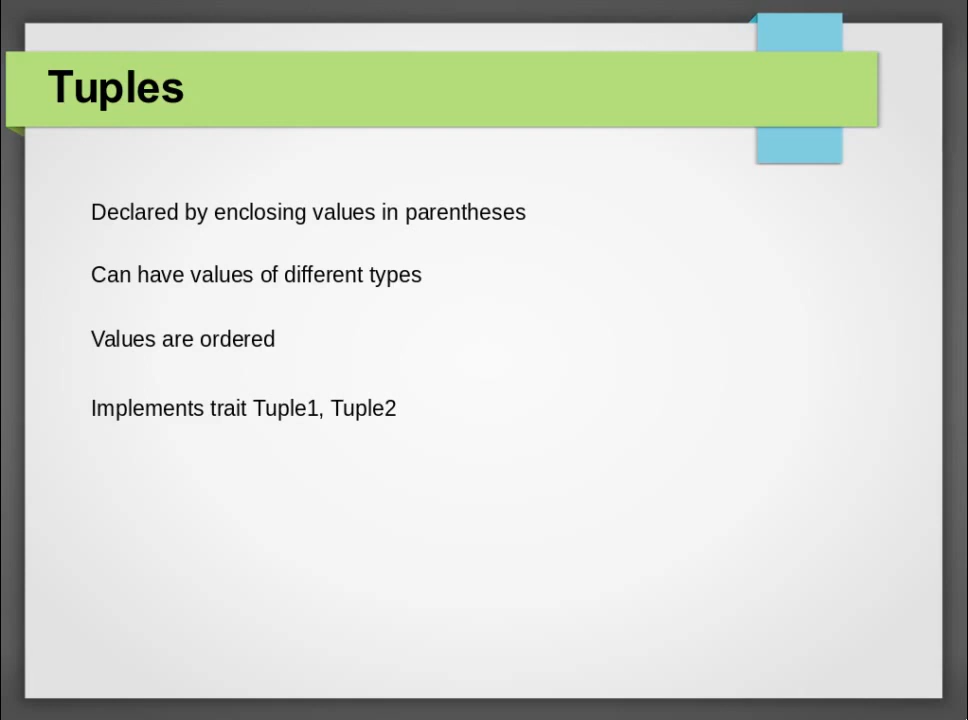 Tuples
Declared by enclosing values in parentheses
Can have values of different types
Values are ordered
Implements trait Tuple1, Tuple2